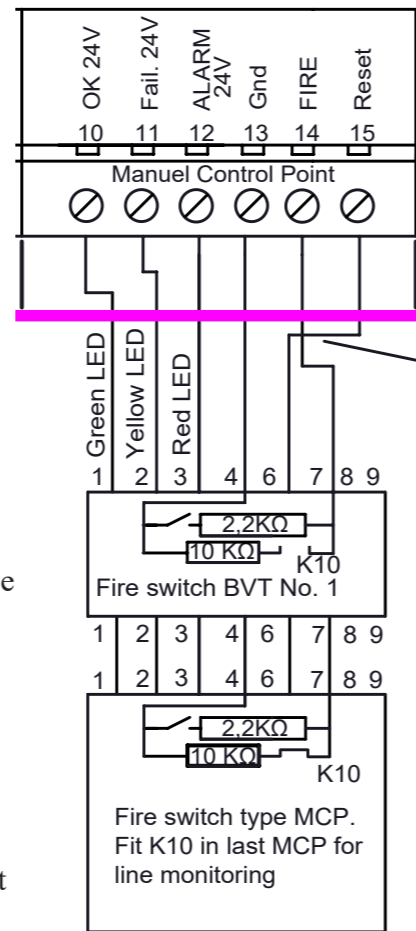 OK 24V
Fail. 24V
ALARM
24V
Gnd
FIRE
Reset
10 11 12 13 14 15
Manuel Control Point
Green LED
Yellow LED
Red LED
1 2 3 4 6 7 8 9
2,2KΩ
10 KΩ
K10
Fire switch BVT No. 1
e
1 2 3 4 6 7 8 9
1 2 3 4 6 7 8 9
2,2KΩ
10 KΩ
K10
Fire switch type MCP.
Fit K10 in last MCP for
line monitoring
t